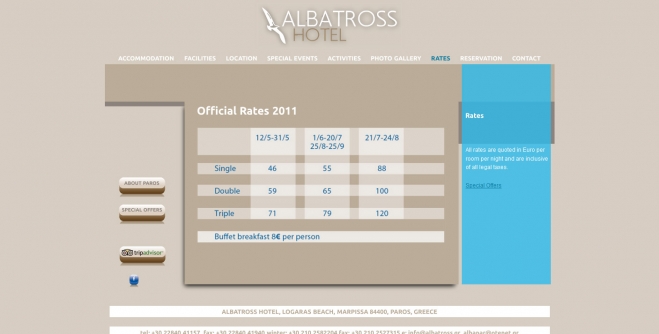 ALBATROSS
HOTEL
ACCOMMODATION FACILITIES LOCATION SPECIAL EVENTS ACTIVITIES PHOTO GALLERY RATES RESERVATION CONTACT
Official Rates 2011
12/5-31/5 1/6-20/7 21/7-24/8
25/8-25/9
Single 46 55 88
Double 59 65 100
Triple 71 79 120
Buffet breakfast 8€ per person
Rates
All rates are quoted in Euro per
room per night and are inclusive
of all legal taxes.
Special Offers
ABOUT PAROS
SPECIAL OFFERS
tripadvisor
ALBATROSS HOTEL, LOGARAS BEACH, MARPISSA 84400, PAROS, GREECE